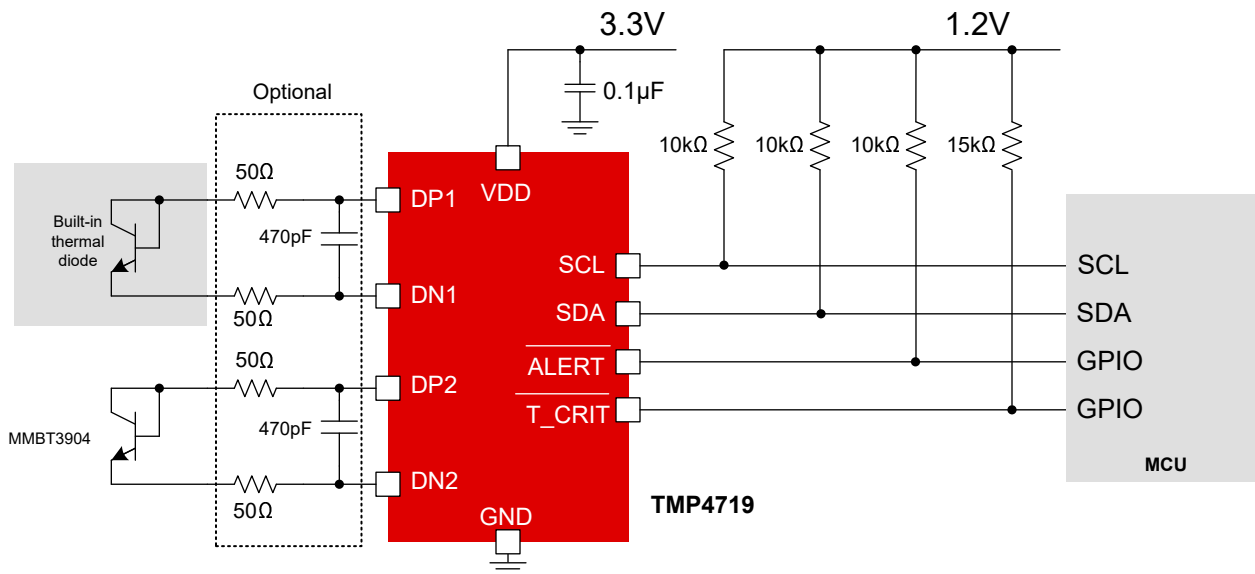 3.3V
1.2V
0.1µF
Optional
10kΩ
10kΩ
10kΩ
15kΩ
50Ω
DP1
VDD
Built-in
thermal
diode
470pF
SCL
SCL
DN1
SDA
SDA
50Ω
50Ω
ALERT
GPIO
DP2
T_CRIT
GPIO
MMBT3904
470pF
MCU
DN2
50Ω
GND
TMP4719